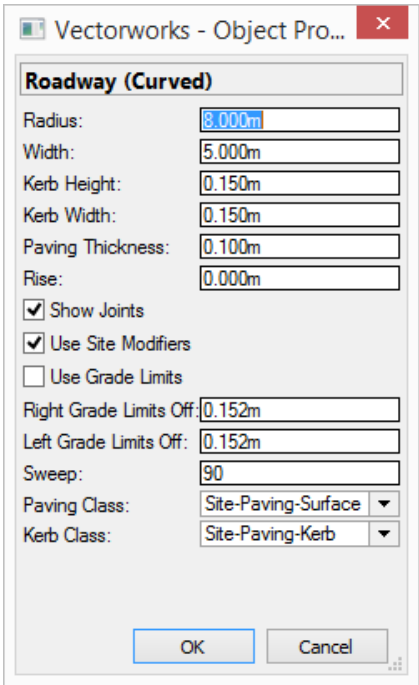 Vectorworks - Object Pro...
Roadway (Curved)
Radius: 8.000m
Width: 5.000m
Kerb Height: 0.150m
Kerb Width: 0.150m
Paving Thickness: 0.100m
Rise: 0.000m
Show Joints
Use Site Modifiers
Use Grade Limits
Right Grade Limits Off: 0.152m
Left Grade Limits Off: 0.152m
Sweep: 90
Paving Class: Site-Paving-Surface
Kerb Class: Site-Paving-Kerb
OK Cancel